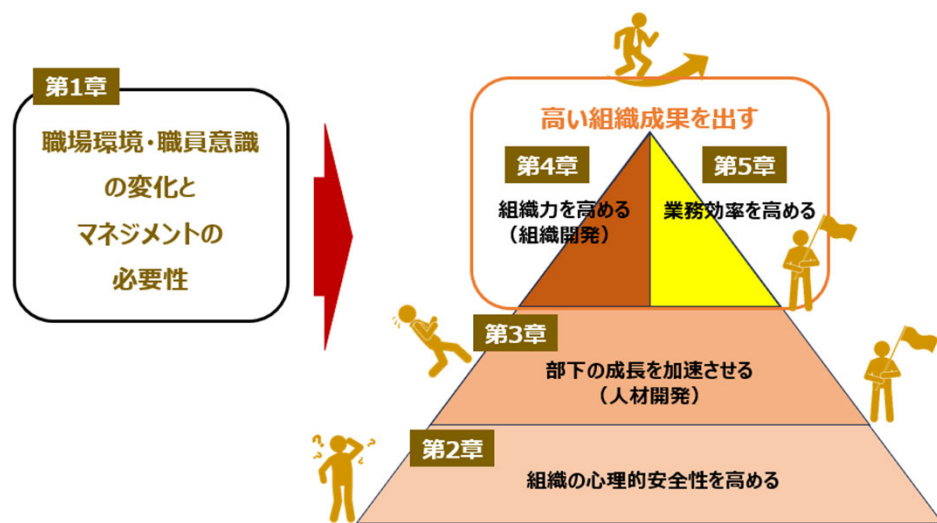 第1章
職場環境・職員意識
の変化と
マネジメントの
必要性
高い組織成果を出す
第4章
組織力を高める
（組織開発）
第5章
業務効率を高める
第3章
部下の成長を加速させる
（人材開発）
第2章
組織の心理的安全性を高める